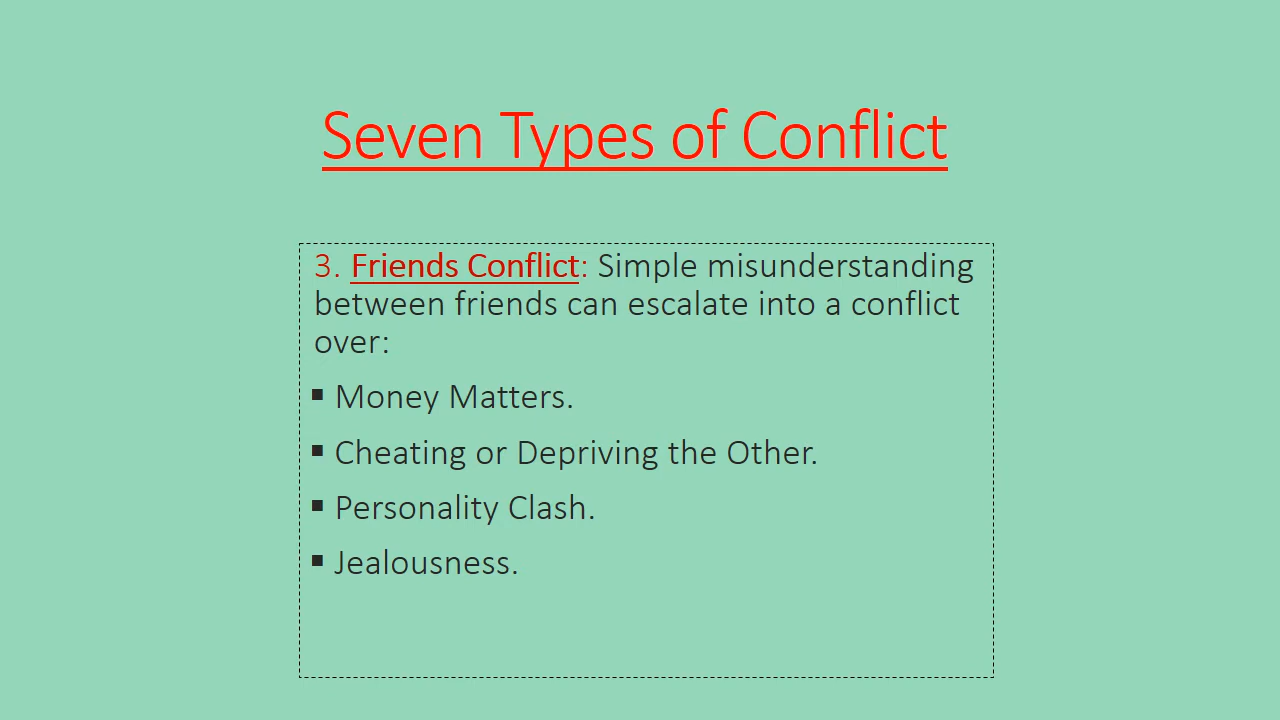 Seven Types of Conflict
3. Friends Conflict: Simple misunderstanding
between friends can escalate into a conflict
over:
▪ Money Matters.
▪ Cheating or Depriving the Other.
▪ Personality Clash.
▪ Jealousness.